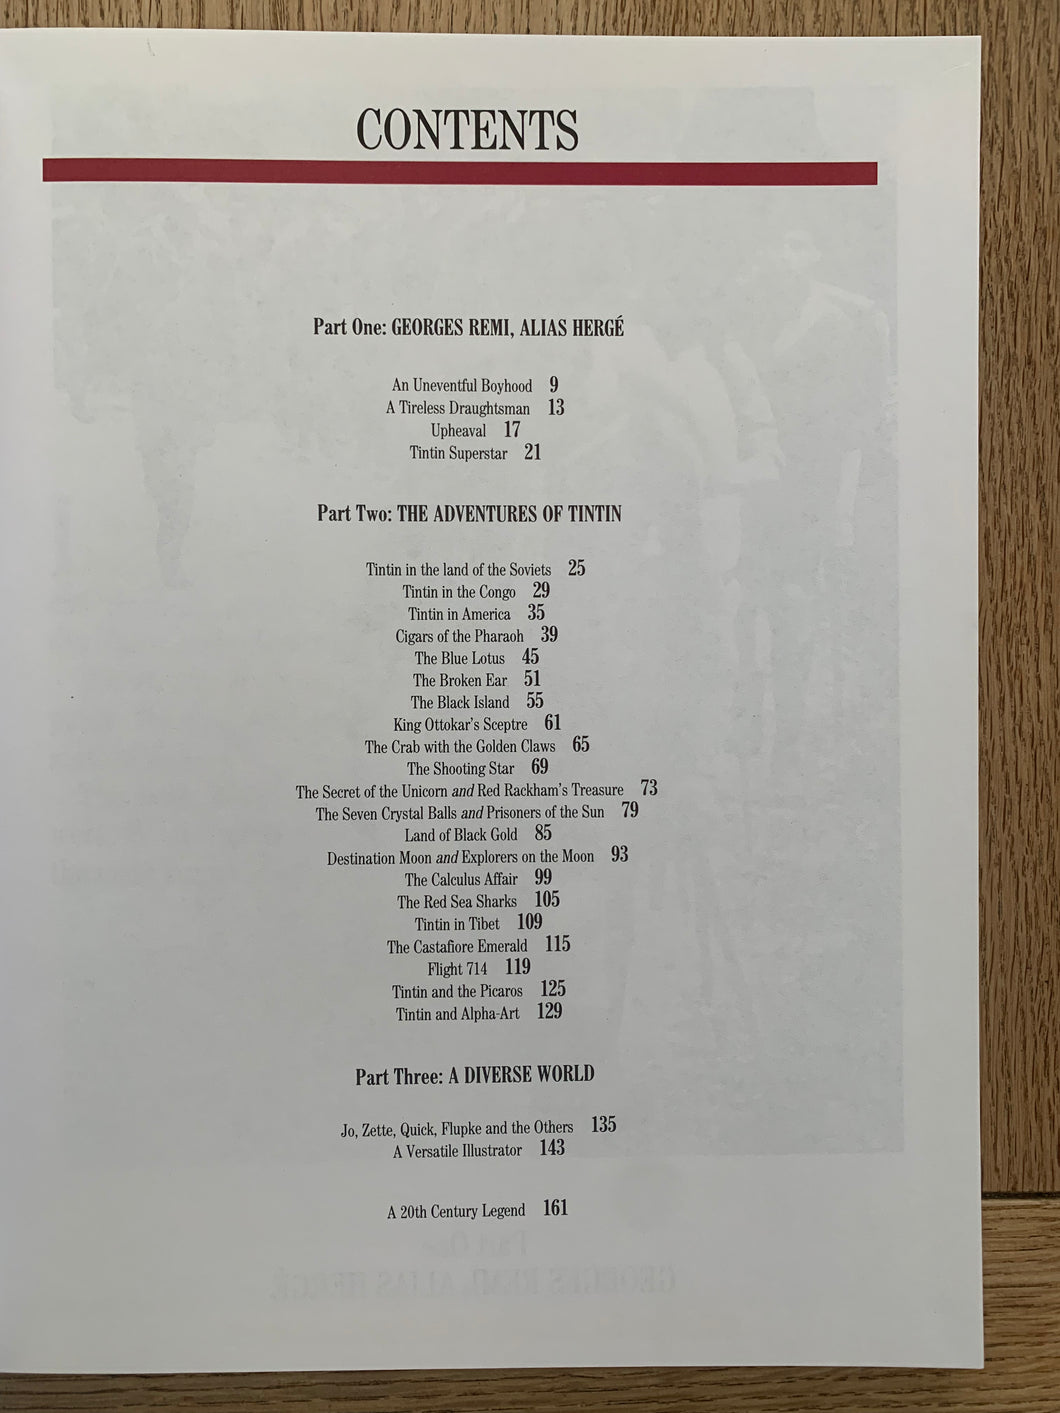 CONTENTS
Part One: GEORGES REMI, ALIAS HERGÉ
An Uneventful Boyhood 9
A Tireless Draughtsman 13
Upheaval 17
Tintin Superstar 21
Part Two: THE ADVENTURES OF TINTIN
Tintin in the land of the Soviets 25
Tintin in the Congo 29
Tintin in America 35
Cigars of the Pharaoh 39
The Blue Lotus 45
The Broken Ear 51
The Black Island 55
King Ottokar's Sceptre 61
The Crab with the Golden Claws 65
The Shooting Star 69
The Secret of the Unicorn and Red Rackham's Treasure 73
The Seven Crystal Balls and Prisoners of the Sun 79
Land of Black Gold 85
Destination Moon and Explorers on the Moon 93
The Calculus Affair 99
The Red Sea Sharks 105
Tintin in Tibet 109
The Castafiore Emerald 115
Flight 714 119
Tintin and the Picaros 125
Tintin and Alpha-Art 129
Part Three: A DIVERSE WORLD
Jo, Zette, Quick, Flupke and the Others 135
A Versatile Illustrator 143
A 20th Century Legend 161
Part One
GEORGES REMI, ALIAS HERGÉ